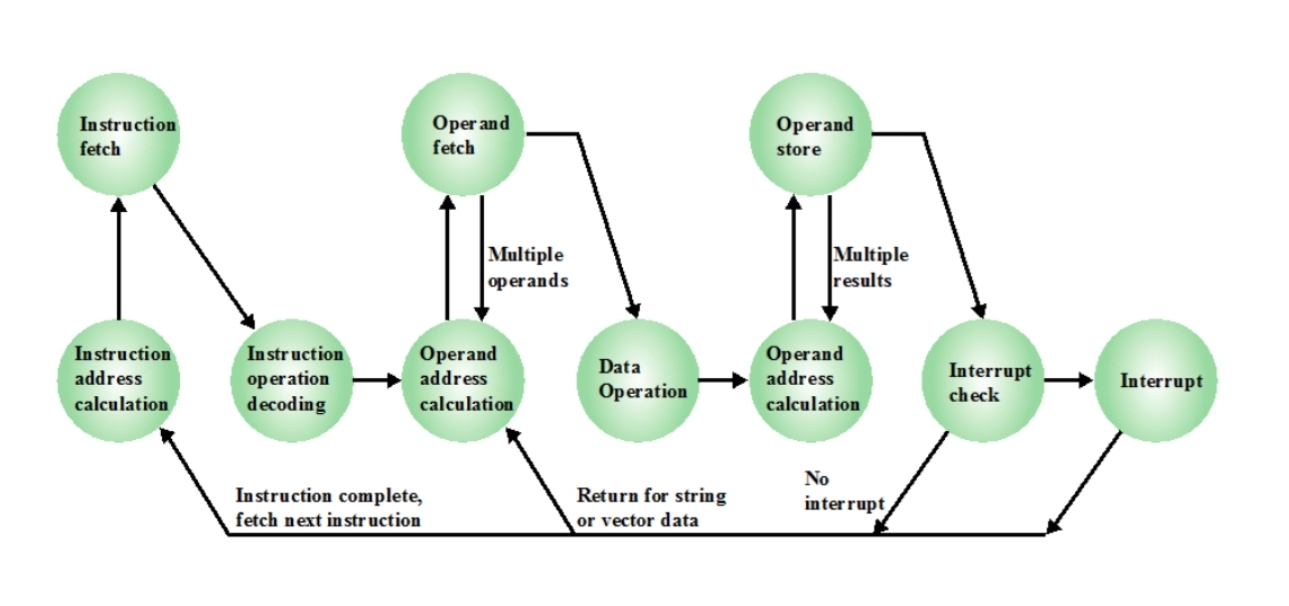 Instruction
fetch
Operand
fetch
Operand
store
Multiple
operands
Multiple
results
Instruction
address
calculation
Instruction
operation
decoding
Operand
address
calculation
Data
Operation
Operand
address
calculation
Interrupt
check
Interrupt
Instruction complete,
fetch next instruction
Return for string
or vector data
No
interrupt